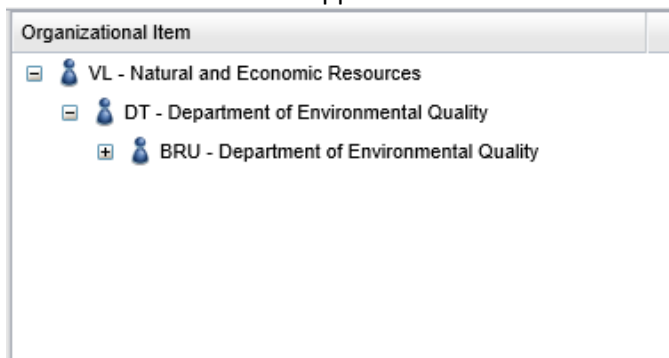 Organizational Item
VL - Natural and Economic Resources
DT - Department of Environmental Quality
BRU - Department of Environmental Quality